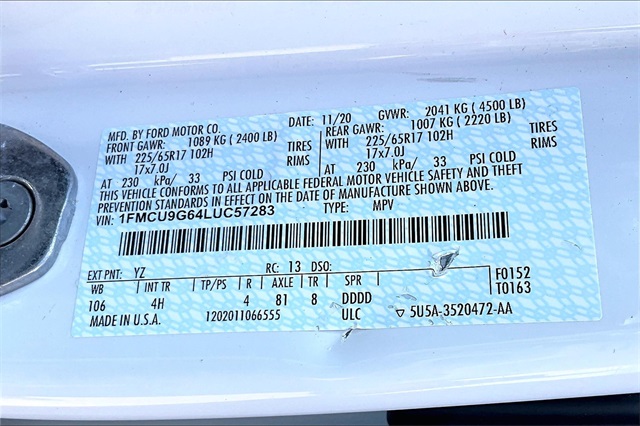 MFD. BY FORD MOTOR CO. DATE: 11/20 GVWR: 2041 KG (4500 LB)
FRONT GAWR: 1089 KG (2400 LB) REAR GAWR: 1007 KG (2220 LB)
WITH 225/65R17 102H TIRES WITH 225/65R17 102H TIRES
17x7.0J RIMS 17x7.0J RIMS
AT 230 kPa/ 33 PSI COLD AT 230 kPa/ 33 PSI COLD
THIS VEHICLE CONFORMS TO ALL APPLICABLE FEDERAL MOTOR VEHICLE SAFETY AND THEFT
PREVENTION STANDARDS IN EFFECT ON THE DATE OF MANUFACTURE SHOWN ABOVE.
VIN: 1FMCU9G64LUC57283 TYPE: MPV
EXT PNT: YZ RC: 13 DSO: F0152
WB INT TR TP/PS R AXLE TR SPR T0163
106 4H 4 81 8 DDDD
MADE IN U.S.A. 1202011066555 ULC ▽ 5U5A-3520472-AA